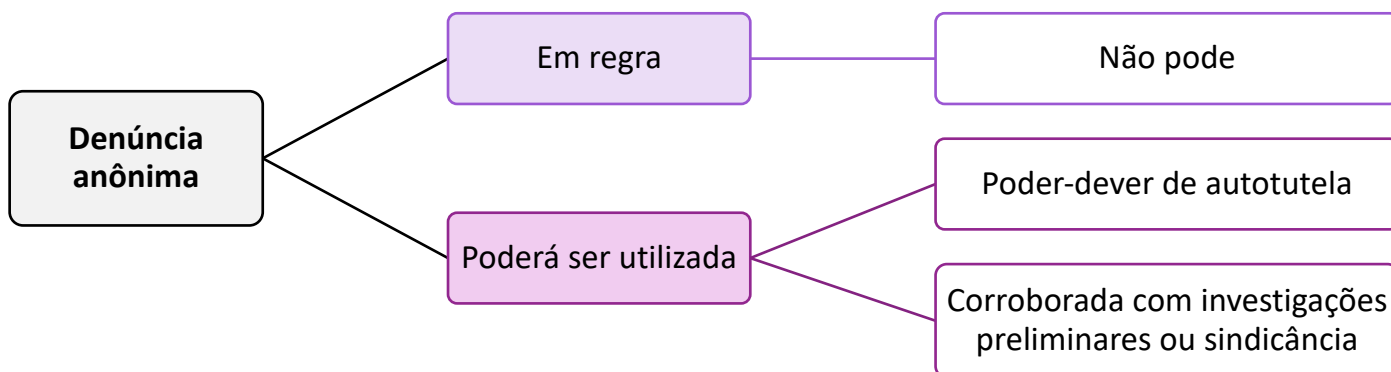 Denúncia
anônima
Em regra
Não pode
Poderá ser utilizada
Poder-dever de autotutela
Corroborada com investigações
preliminares ou sindicância